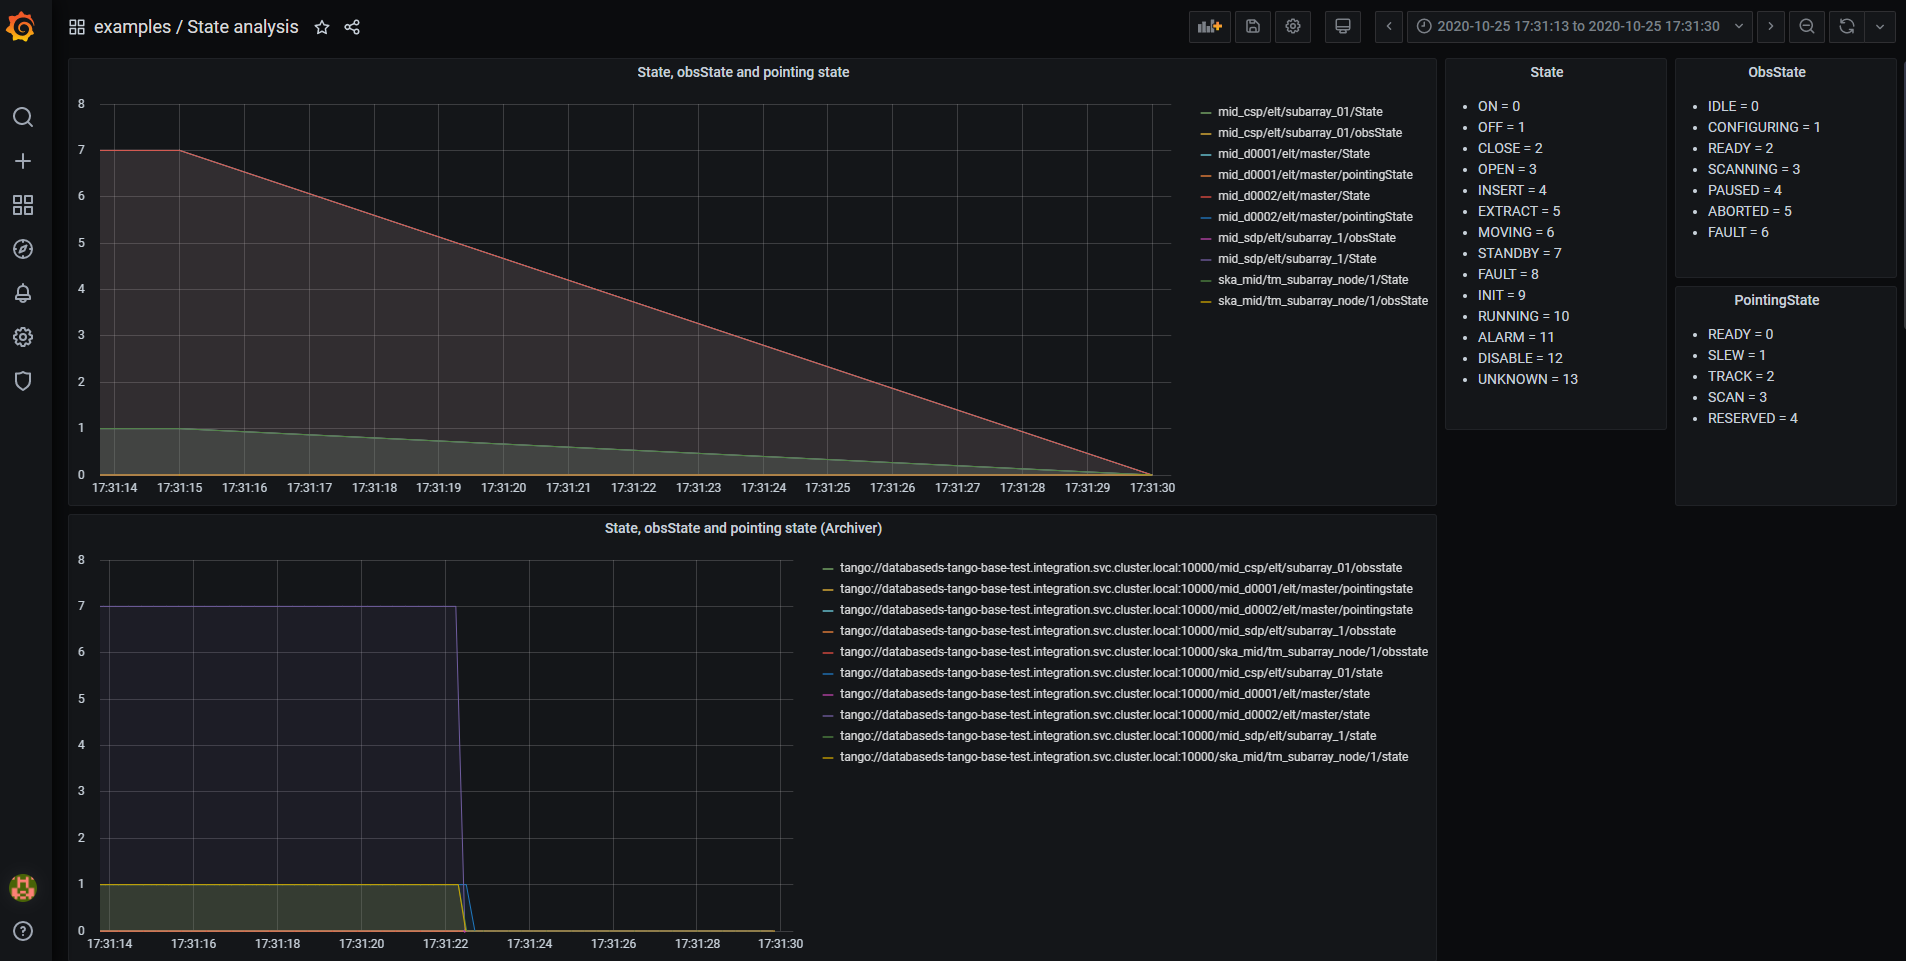 examples / State analysis
2020-10-25 17:31:13 to 2020-10-25 17:31:30
State, obsState and pointing state
8
7
6
5
4
3
2
1
0
17:31:14 17:31:15 17:31:16 17:31:17 17:31:18 17:31:19 17:31:20 17:31:21 17:31:22 17:31:23 17:31:24 17:31:25 17:31:26 17:31:27 17:31:28 17:31:29 17:31:30
mid_csp/elt/subarray_01/State
mid_csp/elt/subarray_01/obsState
mid_d0001/elt/master/State
mid_d0001/elt/master/pointingState
mid_d0002/elt/master/State
mid_d0002/elt/master/pointingState
mid_sdp/elt/subarray_1/obsState
mid_sdp/elt/subarray_1/State
ska_mid/tm_subarray_node/1/State
ska_mid/tm_subarray_node/1/obsState
State
• ON = 0
• OFF = 1
• CLOSE = 2
• OPEN = 3
• INSERT = 4
• EXTRACT = 5
• MOVING = 6
• STANDBY = 7
• FAULT = 8
• INIT = 9
• RUNNING = 10
• ALARM = 11
• DISABLE = 12
• UNKNOWN = 13
ObsState
• IDLE = 0
• CONFIGURING = 1
• READY = 2
• SCANNING = 3
• PAUSED = 4
• ABORTED = 5
• FAULT = 6
PointingState
• READY = 0
• SLEW = 1
• TRACK = 2
• SCAN = 3
• RESERVED = 4
State, obsState and pointing state (Archiver)
8
7
6
5
4
3
2
1
0
17:31:14 17:31:16 17:31:18 17:31:20 17:31:22 17:31:24 17:31:26 17:31:28 17:31:30
tango://databaseds-tango-base-test.integration.svc.cluster.local:10000/mid_csp/elt/subarray_01/obsstate
tango://databaseds-tango-base-test.integration.svc.cluster.local:10000/mid_d0001/elt/master/pointingstate
tango://databaseds-tango-base-test.integration.svc.cluster.local:10000/mid_d0002/elt/master/pointingstate
tango://databaseds-tango-base-test.integration.svc.cluster.local:10000/mid_sdp/elt/subarray_1/obsstate
tango://databaseds-tango-base-test.integration.svc.cluster.local:10000/ska_mid/tm_subarray_node/1/obsstate
tango://databaseds-tango-base-test.integration.svc.cluster.local:10000/mid_csp/elt/subarray_01/state
tango://databaseds-tango-base-test.integration.svc.cluster.local:10000/mid_d0001/elt/master/state
tango://databaseds-tango-base-test.integration.svc.cluster.local:10000/mid_d0002/elt/master/state
tango://databaseds-tango-base-test.integration.svc.cluster.local:10000/mid_sdp/elt/subarray_1/state
tango://databaseds-tango-base-test.integration.svc.cluster.local:10000/ska_mid/tm_subarray_node/1/state